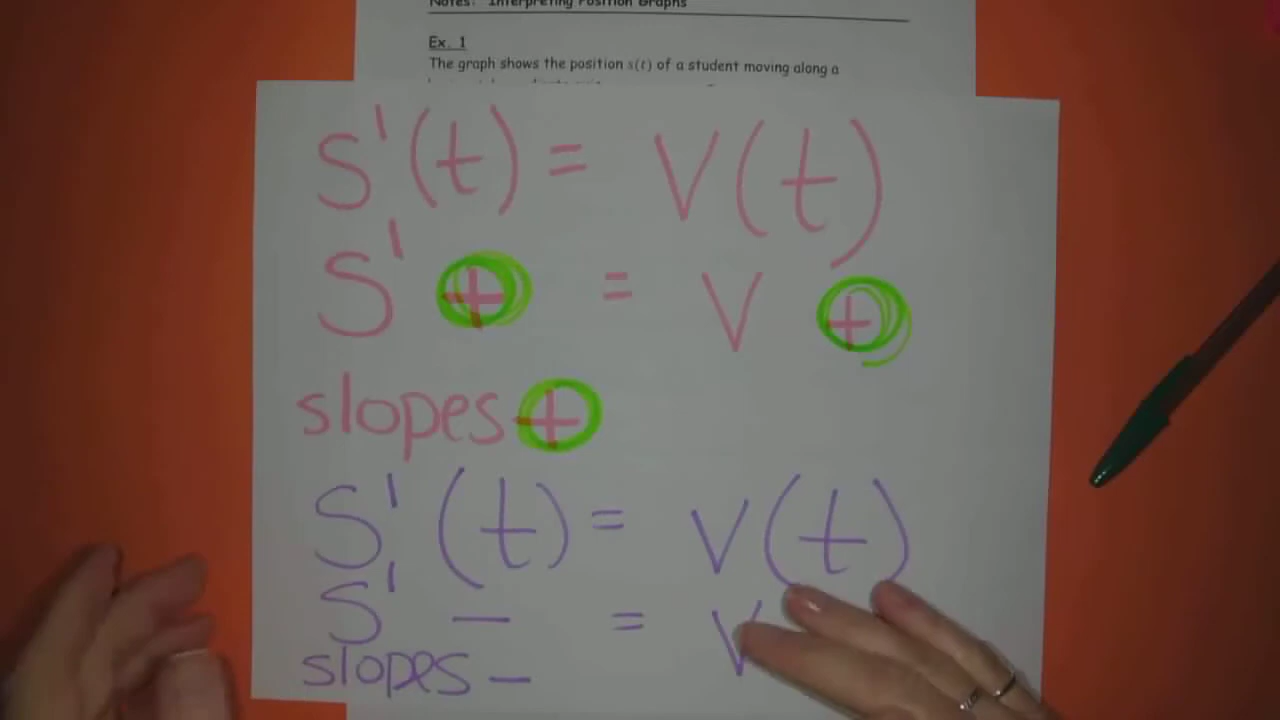 Notes: Interpreting Position Graphs
Ex. 1
The graph shows the position s(t) of a student moving along a
S'(t) = V(t)
S' + = V +
slopes +
S'(t) = V(t)
S' - = V
slopes -